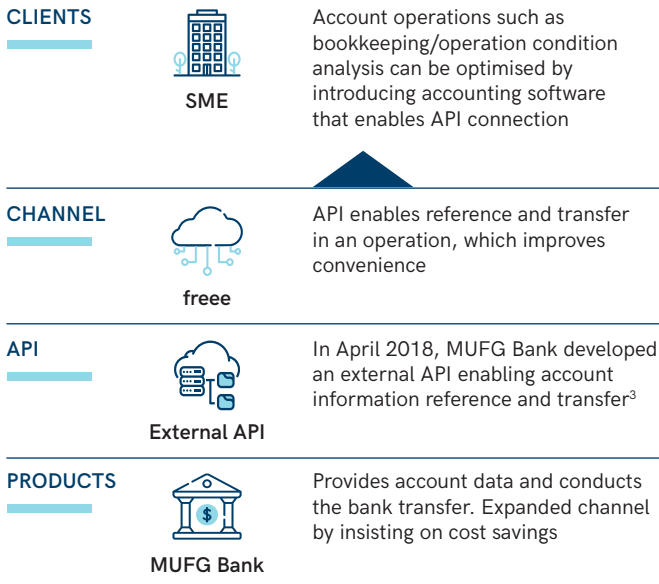 CLIENTS
SME
Account operations such as
bookkeeping/operation condition
analysis can be optimised by
introducing accounting software
that enables API connection
CHANNEL
freee
API enables reference and transfer
in an operation, which improves
convenience
API
External API
In April 2018, MUFG Bank developed
an external API enabling account
information reference and transfer³
PRODUCTS
$
MUFG Bank
Provides account data and conducts
the bank transfer. Expanded channel
by insisting on cost savings